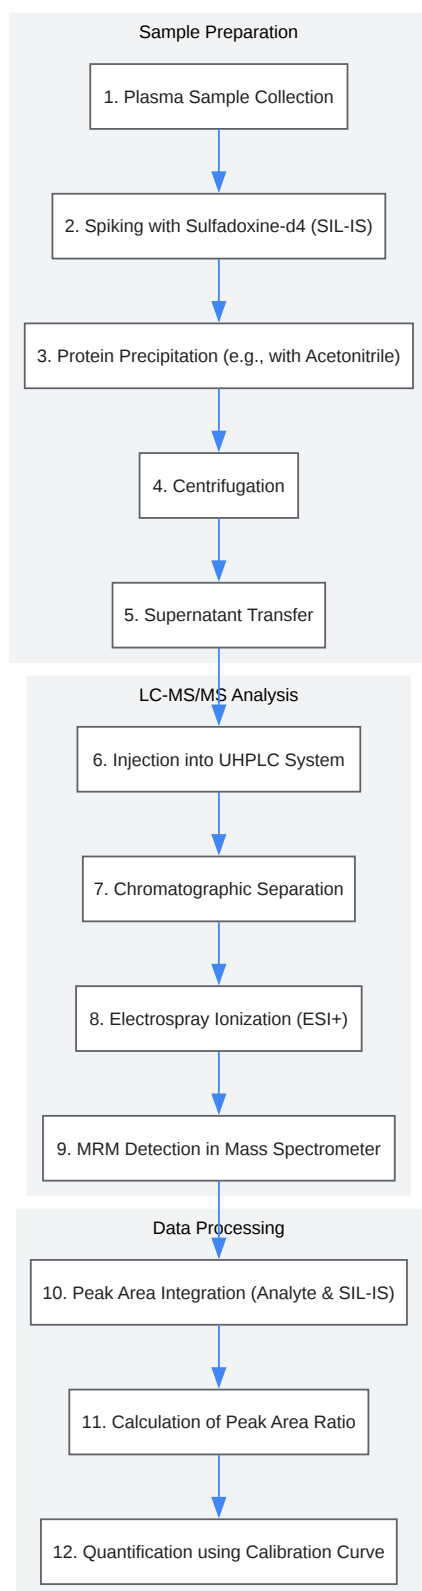 Sample Preparation
1. Plasma Sample Collection
2. Spiking with Sulfadoxine-d4 (SIL-IS)
3. Protein Precipitation (e.g., with Acetonitrile)
4. Centrifugation
5. Supernatant Transfer
LC-MS/MS Analysis
6. Injection into UHPLC System
7. Chromatographic Separation
8. Electrospray Ionization (ESI+)
9. MRM Detection in Mass Spectrometer
Data Processing
10. Peak Area Integration (Analyte & SIL-IS)
11. Calculation of Peak Area Ratio
12. Quantification using Calibration Curve